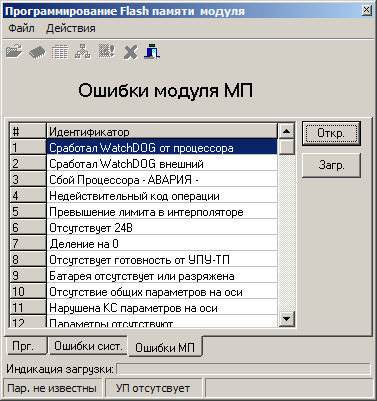 Программирование Flash памяти модуля
Файл Действия
Ошибки модуля МП
# Идентификатор
1 Сработал WatchDOG от процессора
2 Сработал WatchDOG внешний
3 Сбой Процессора - АВАРИЯ -
4 Недействительный код операции
5 Превышение лимита в интерполяторе
6 Отсутствует 24В
7 Деление на 0
8 Отсутствует готовность от УПУ-ТП
9 Батарея отсутствует или разряжена
10 Отсутствие общих параметров на оси
11 Нарушена КС параметров на оси
12 Параметры отсутствуют
Откр.
Загр.
Прг. Ошибки сист. Ошибки МП
Индикация загрузки:
Пар. не известны УП отсутсвует